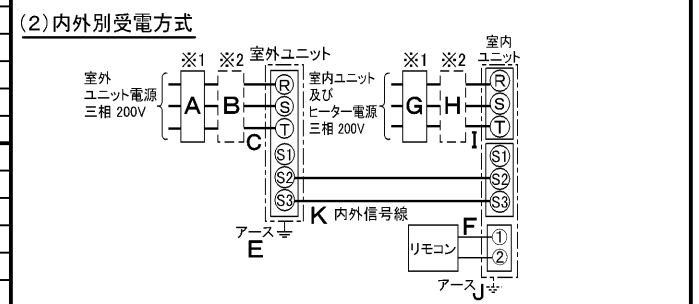 (2)内外別受電方式
※1 ※2 室外ユニット
室外
ユニット電源
三相 200V
A
B
C
R
S
T
S1
S2
S3
アース
E
K 内外信号線
※1 ※2
室内
ユニット
室内ユニット
及び
ヒーター電源
三相 200V
G
H
I
R
S
T
S1
S2
S3
リモコン
F
①
②
アース
J